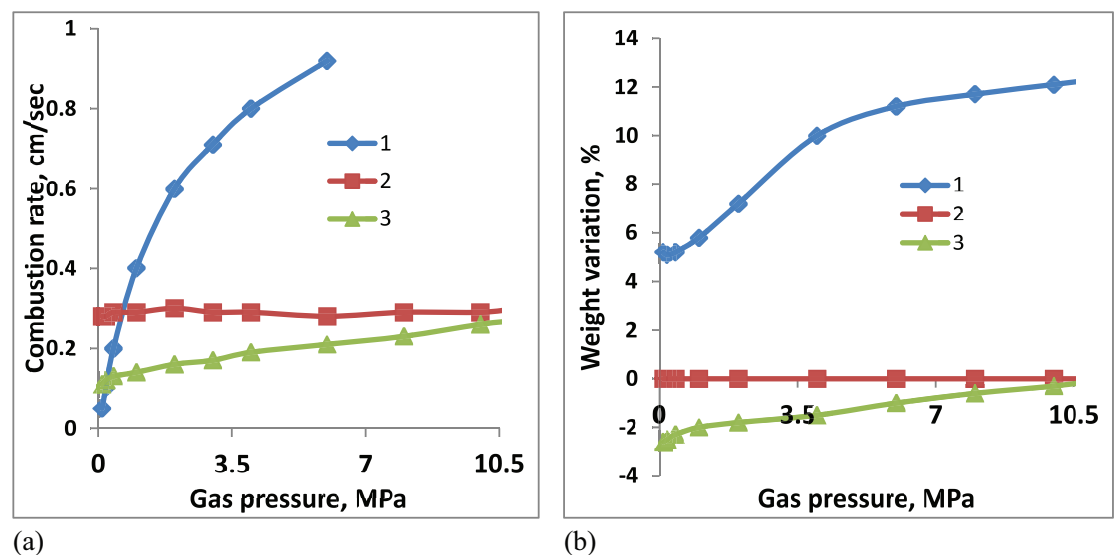 1
0.8
0.6
0.4
0.2
0
Combustion rate, cm/sec
1
2
3
0 3.5 7 10.5
Gas pressure, MPa
(a)
14
12
10
8
6
4
2
0
-2
-4
Weight variation, %
1
2
3
0 3.5 7 10.5
Gas pressure, MPa
(b)